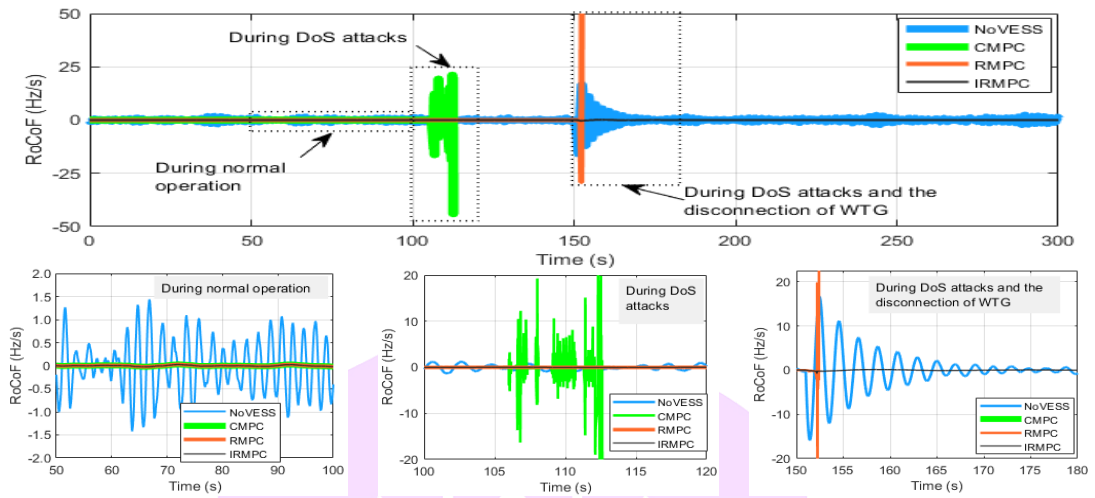 50
25
0
-25
-50
RoCoF (Hz/s)
During DoS attacks
During normal
operation
During DoS attacks and the
disconnection of WTG
NoVESS
CMPC
RMPC
IRMPC
0
50
100
150
200
250
300
Time (s)
2.0
1.5
1.0
0.5
0
-0.5
-1.0
-1.5
-2.0
RoCoF (Hz/s)
During normal operation
NoVESS
CMPC
RMPC
IRMPC
50
60
70
80
90
100
Time (s)
20
10
0
-10
-20
RoCoF (Hz/s)
During DoS
attacks
NoVESS
CMPC
RMPC
IRMPC
100
104
108
110
112
116
120
Time (s)
20
10
0
-10
-20
RoCoF (Hz/s)
During DoS attacks and the
disconnection of WTG
NoVESS
CMPC
RMPC
IRMPC
150
155
160
165
170
175
180
Time (s)